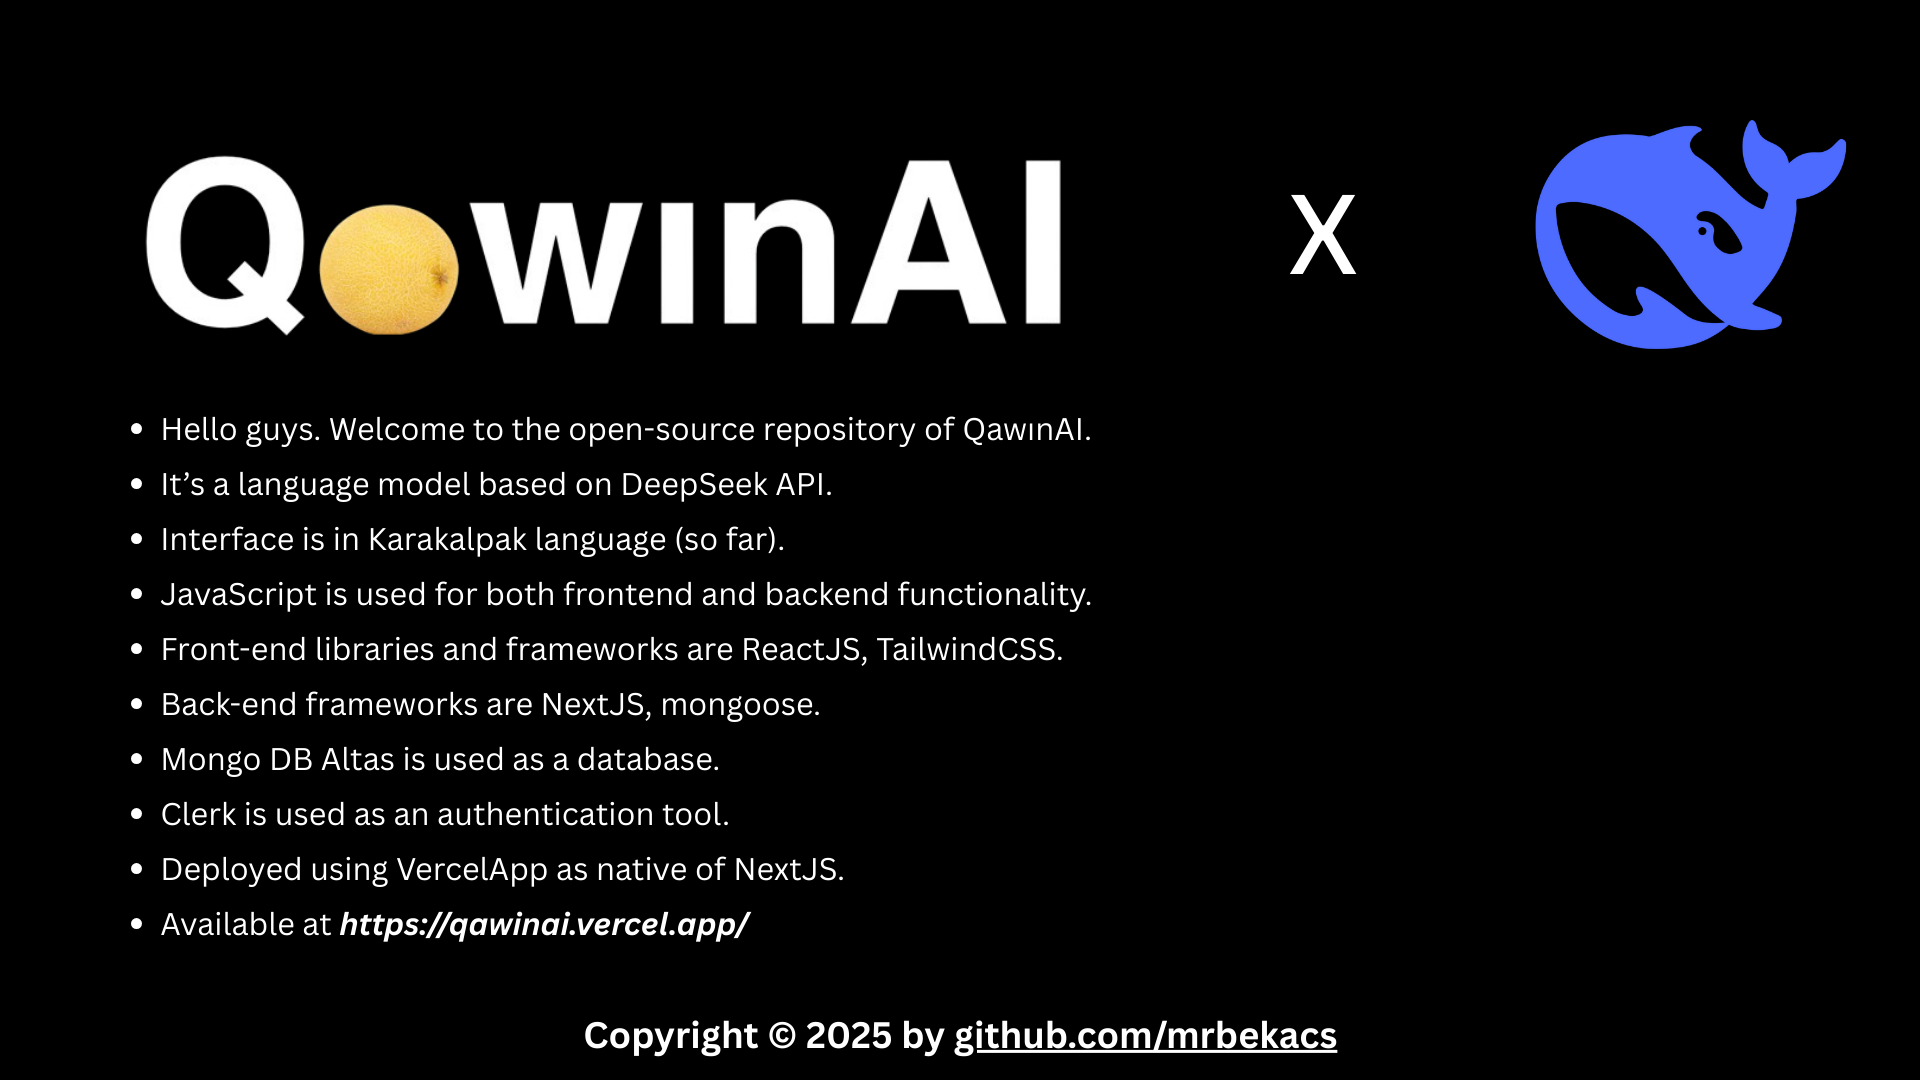 QawınAI X
• Hello guys. Welcome to the open-source repository of QawınAI.
• It’s a language model based on DeepSeek API.
• Interface is in Karakalpak language (so far).
• JavaScript is used for both frontend and backend functionality.
• Front-end libraries and frameworks are ReactJS, TailwindCSS.
• Back-end frameworks are NextJS, mongoose.
• Mongo DB Altas is used as a database.
• Clerk is used as an authentication tool.
• Deployed using VercelApp as native of NextJS.
• Available at https://qawinai.vercel.app/
Copyright © 2025 by github.com/mrbekacs